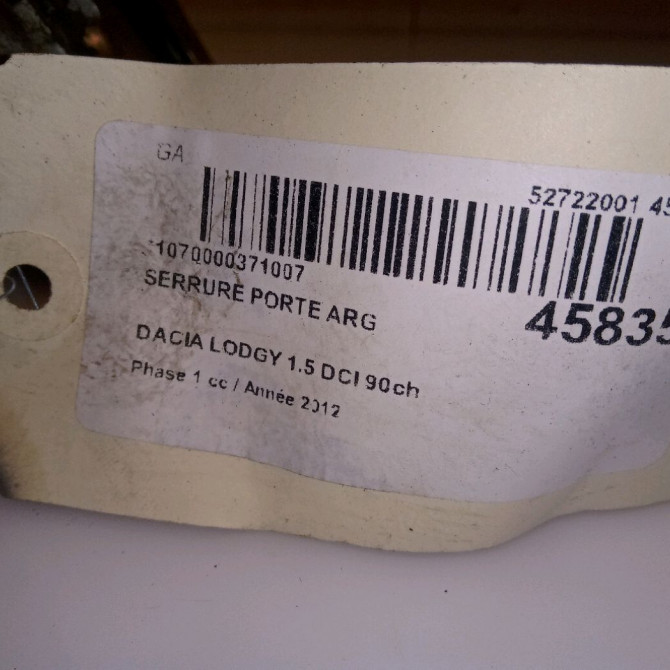 GA
52722001 45
1070000371007
SERRURE PORTE ARG
45835
DACIA LODGY 1.5 DCI 90ch
Phase 1 cc / Année 2012